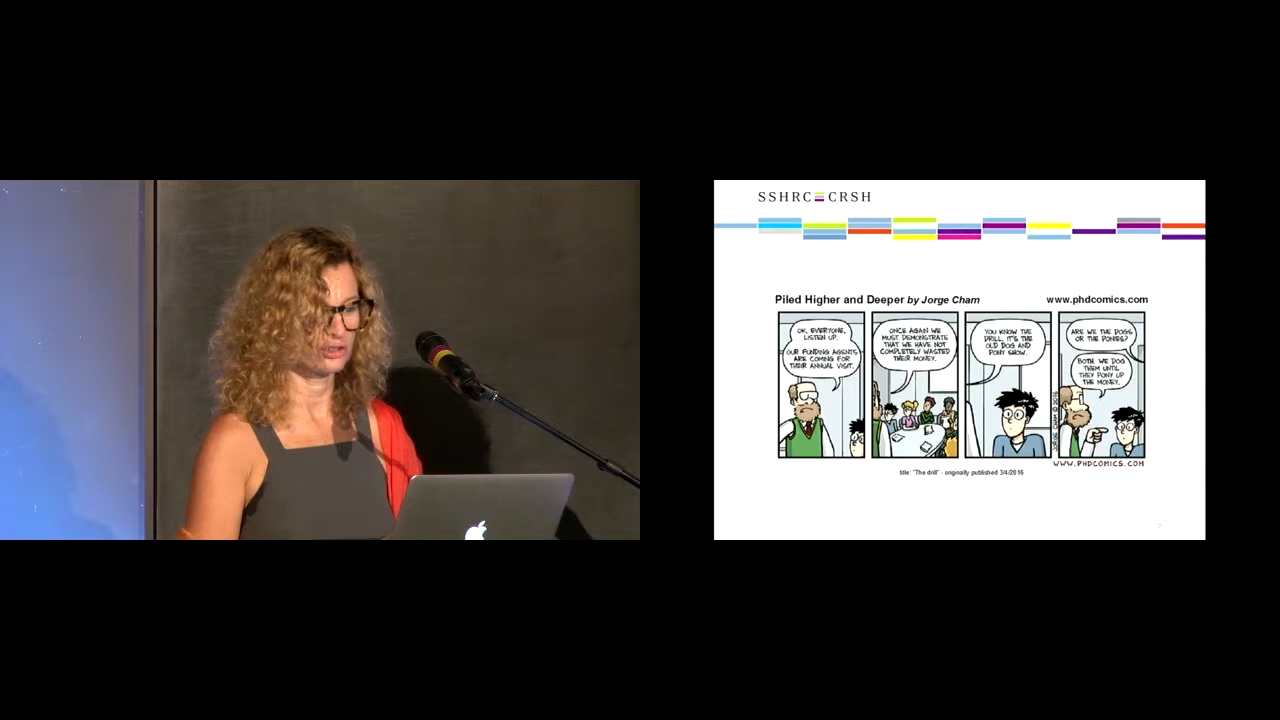 SSHRC CRSH
Piled Higher and Deeper by Jorge Cham
www.phdcomics.com
OK, EVERYONE,
LISTEN UP.
OUR FUNDING AGENTS
ARE COMING FOR
THEIR ANNUAL VISIT.
ONCE AGAIN WE
MUST DEMONSTRATE
THAT WE HAVE NOT
COMPLETELY WASTED
THEIR MONEY.
YOU KNOW THE
DRILL, IT'S THE
OLD DOG AND
PONY SHOW.
ARE WE THE DOGS
OR THE PONIES?
BOTH. WE DOG
THEM UNTIL
THEY PONY UP
THE MONEY.
JORGE CHAM © 2016
WWW.PHDCOMICS.COM
title: "The drill" - originally published 3/4/2016